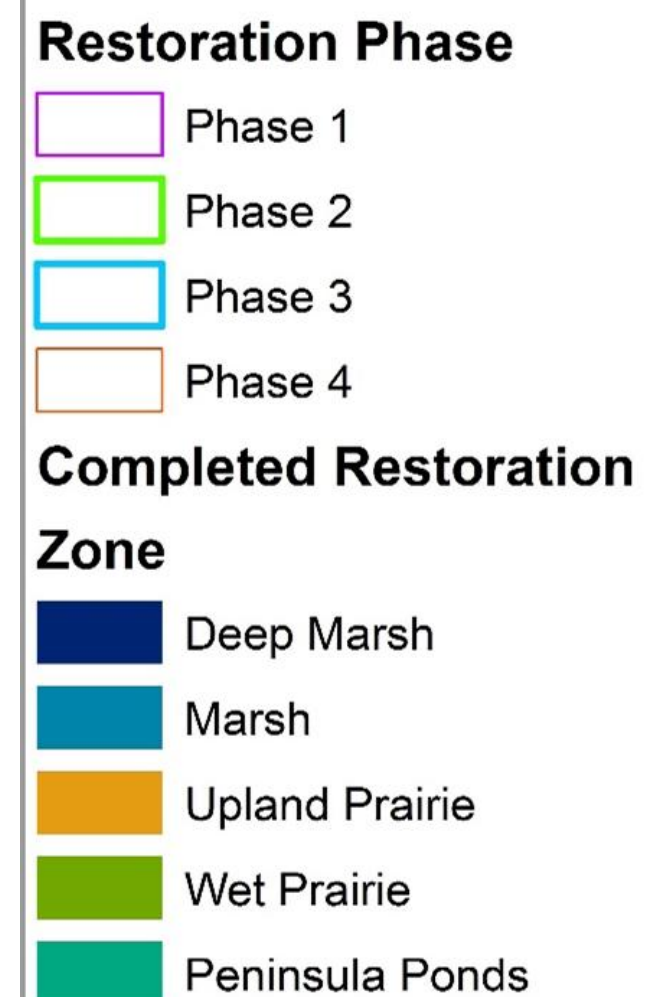 Restoration Phase
Phase 1
Phase 2
Phase 3
Phase 4
Completed Restoration
Zone
Deep Marsh
Marsh
Upland Prairie
Wet Prairie
Peninsula Ponds